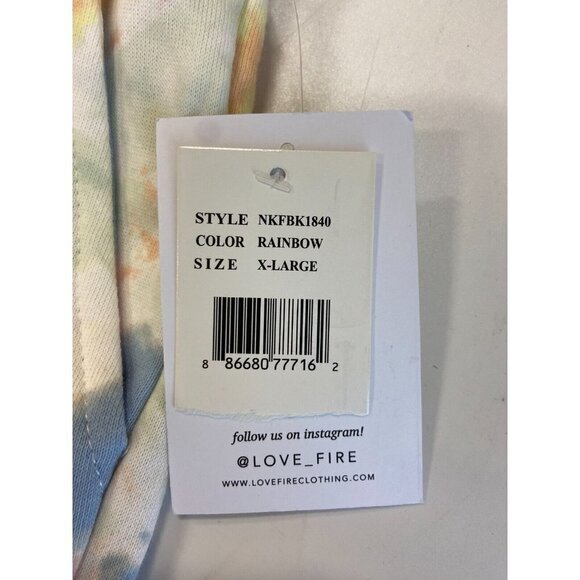 STYLE NKFBK1840
COLOR RAINBOW
SIZE X-LARGE
8 86680 77716 2
follow us on instagram!
@LOVE_FIRE
WWW.LOVEFIRECLOTHING.COM